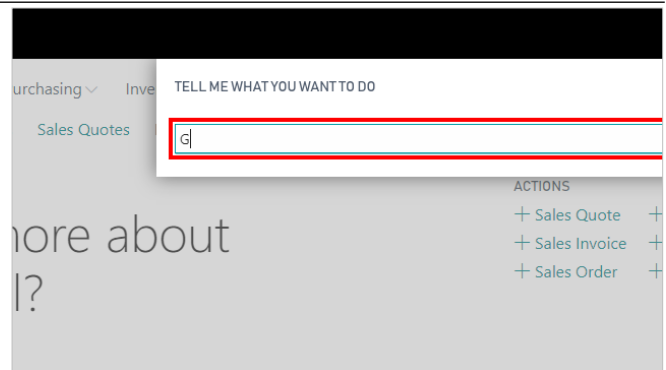 urchasing Inve
TELL ME WHAT YOU WANT TO DO
Sales Quotes
G
ACTIONS
+ Sales Quote +
+ Sales Invoice +
+ Sales Order +
nore about
l?